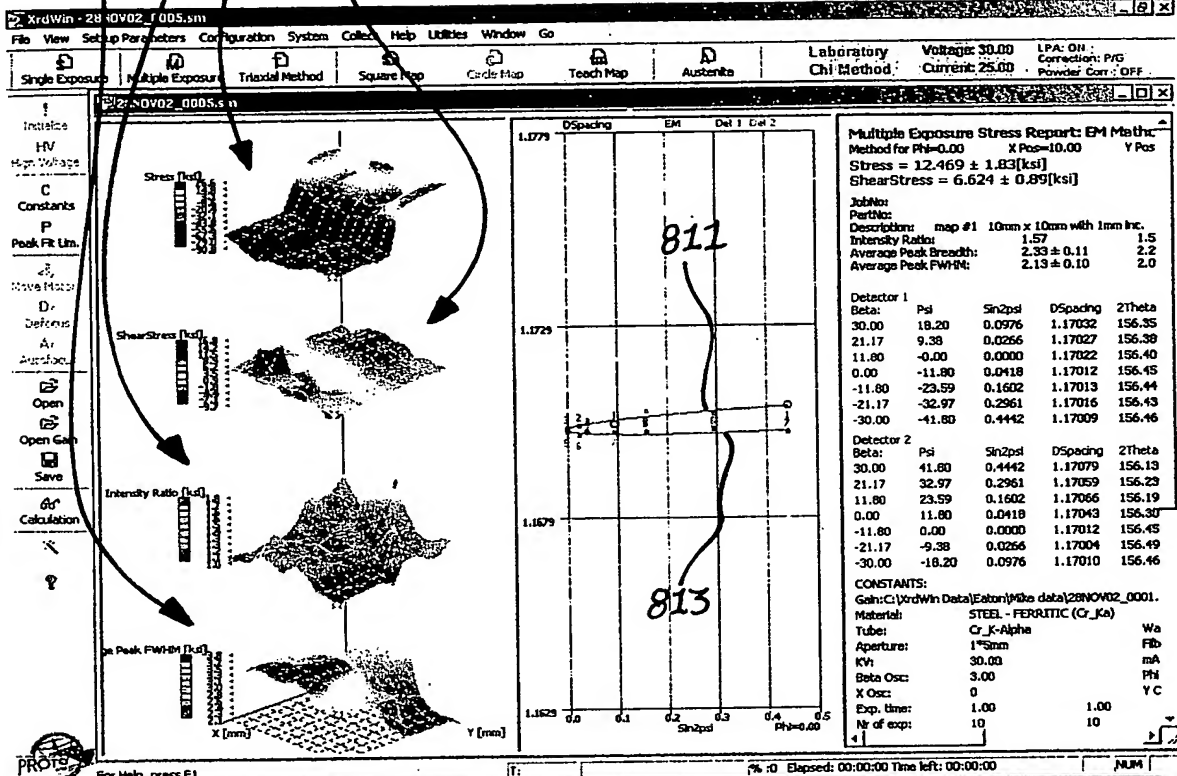 XrdWin - 28NOV02_0005.sm
File View Setup Parameters Configuration System Collect Help Utilities Window Go
Single Exposure Multiple Exposure Triaxial Method Square Map Circle Map Teach Map Austenite
Laboratory
Chi Method
Voltage: 30.00
Current: 25.00
LPA: ON
Correction: P/G
Powder Corr: OFF
28NOV02_0005.sm
Initialize
HV
High Voltage
C
Constants
P
Peak Fit Lim.
Move Motor
D
Defocus
A
Autofocus
Open
Open Gain
Save
Calculation
Stress [ksi]
ShearStress [ksi]
Intensity Ratio [ksi]
Peak FWHM [ksi]
X [mm] Y [mm]
DSpacing EM Det 1 Det 2
1.1779
811
1.1729
1.1679
813
1.1629
0.0 0.1 0.2 0.3 0.4 0.5
Sin2psi Phi=0.00
Multiple Exposure Stress Report: EM Metho
Method for Phi=0.00 X Pos=10.00 Y Pos
Stress = 12.469 ± 1.83[ksi]
ShearStress = 6.624 ± 0.89[ksi]
JobNo:
PartNo:
Description: map #1 10mm x 10mm with 1mm inc.
Intensity Ratio: 1.57 1.5
Average Peak Breadth: 2.33 ± 0.11 2.2
Average Peak FWHM: 2.13 ± 0.10 2.0
Detector 1
Beta: Psi Sin2psi DSpacing 2Theta
30.00 18.20 0.0976 1.17032 156.35
21.17 9.38 0.0266 1.17027 156.38
11.80 -0.00 0.0000 1.17022 156.40
0.00 -11.80 0.0418 1.17012 156.45
-11.80 -23.59 0.1602 1.17013 156.44
-21.17 -32.97 0.2961 1.17016 156.43
-30.00 -41.80 0.4442 1.17009 156.46
Detector 2
Beta: Psi Sin2psi DSpacing 2Theta
30.00 41.80 0.4442 1.17079 156.13
21.17 32.97 0.2961 1.17059 156.23
11.80 23.59 0.1602 1.17066 156.19
0.00 11.80 0.0418 1.17043 156.30
-11.80 0.00 0.0000 1.17012 156.45
-21.17 -9.38 0.0266 1.17004 156.49
-30.00 -18.20 0.0976 1.17010 156.46
CONSTANTS:
Gain:C:\XrdWin Data\Eaton\Mike data\28NOV02_0001.
Material: STEEL - FERRITIC (Cr_Ka)
Tube: Cr_K-Alpha Wa
Aperture: 1*5mm Filb
KV: 30.00 mA
Beta Osc: 3.00 Phi
X Osc: 0 Y C
Exp. time: 1.00 1.00
Nr of exp: 10 10
PROTO
For Help, press F1
T: % :0 Elapsed: 00:00:00 Time left: 00:00:00 NUM